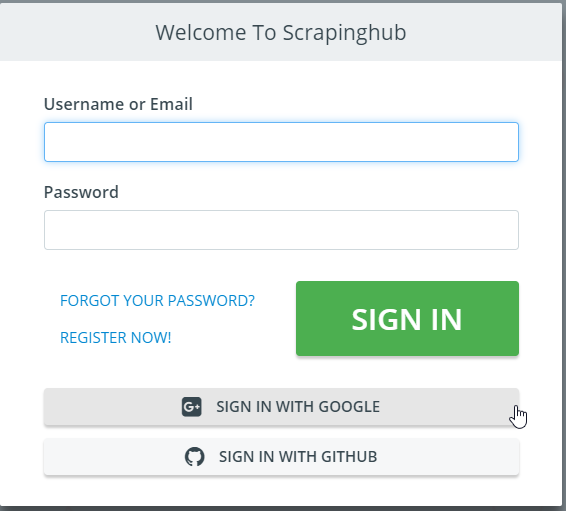 Welcome To Scrapinghub
Username or Email
Password
FORGOT YOUR PASSWORD?
SIGN IN
REGISTER NOW!
G+ SIGN IN WITH GOOGLE
SIGN IN WITH GITHUB